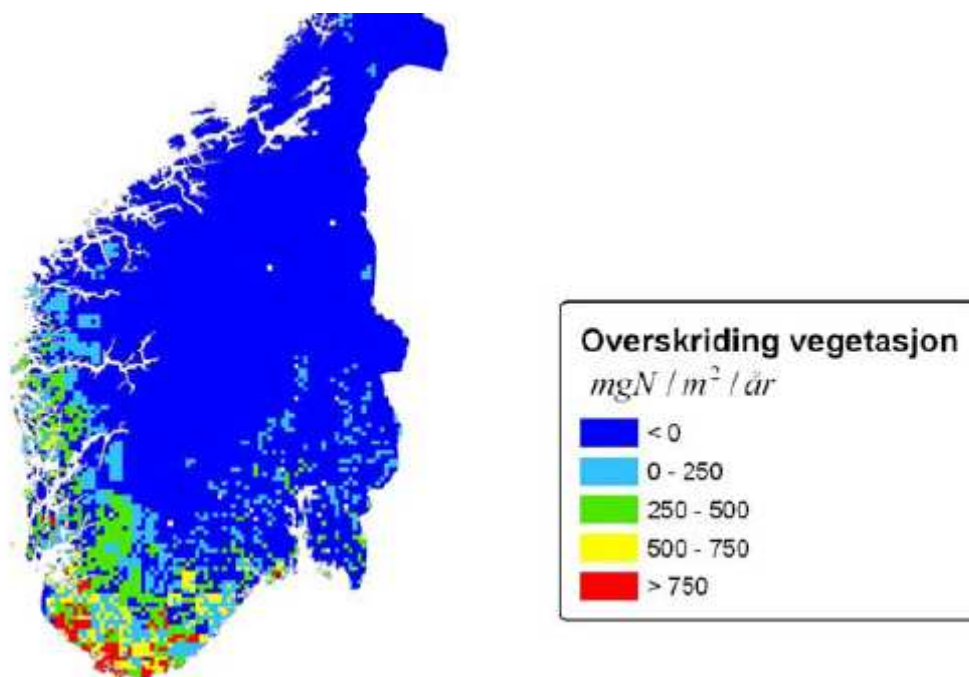 Overskriding vegetasjon
mgN / m² / år
< 0
0 - 250
250 - 500
500 - 750
> 750